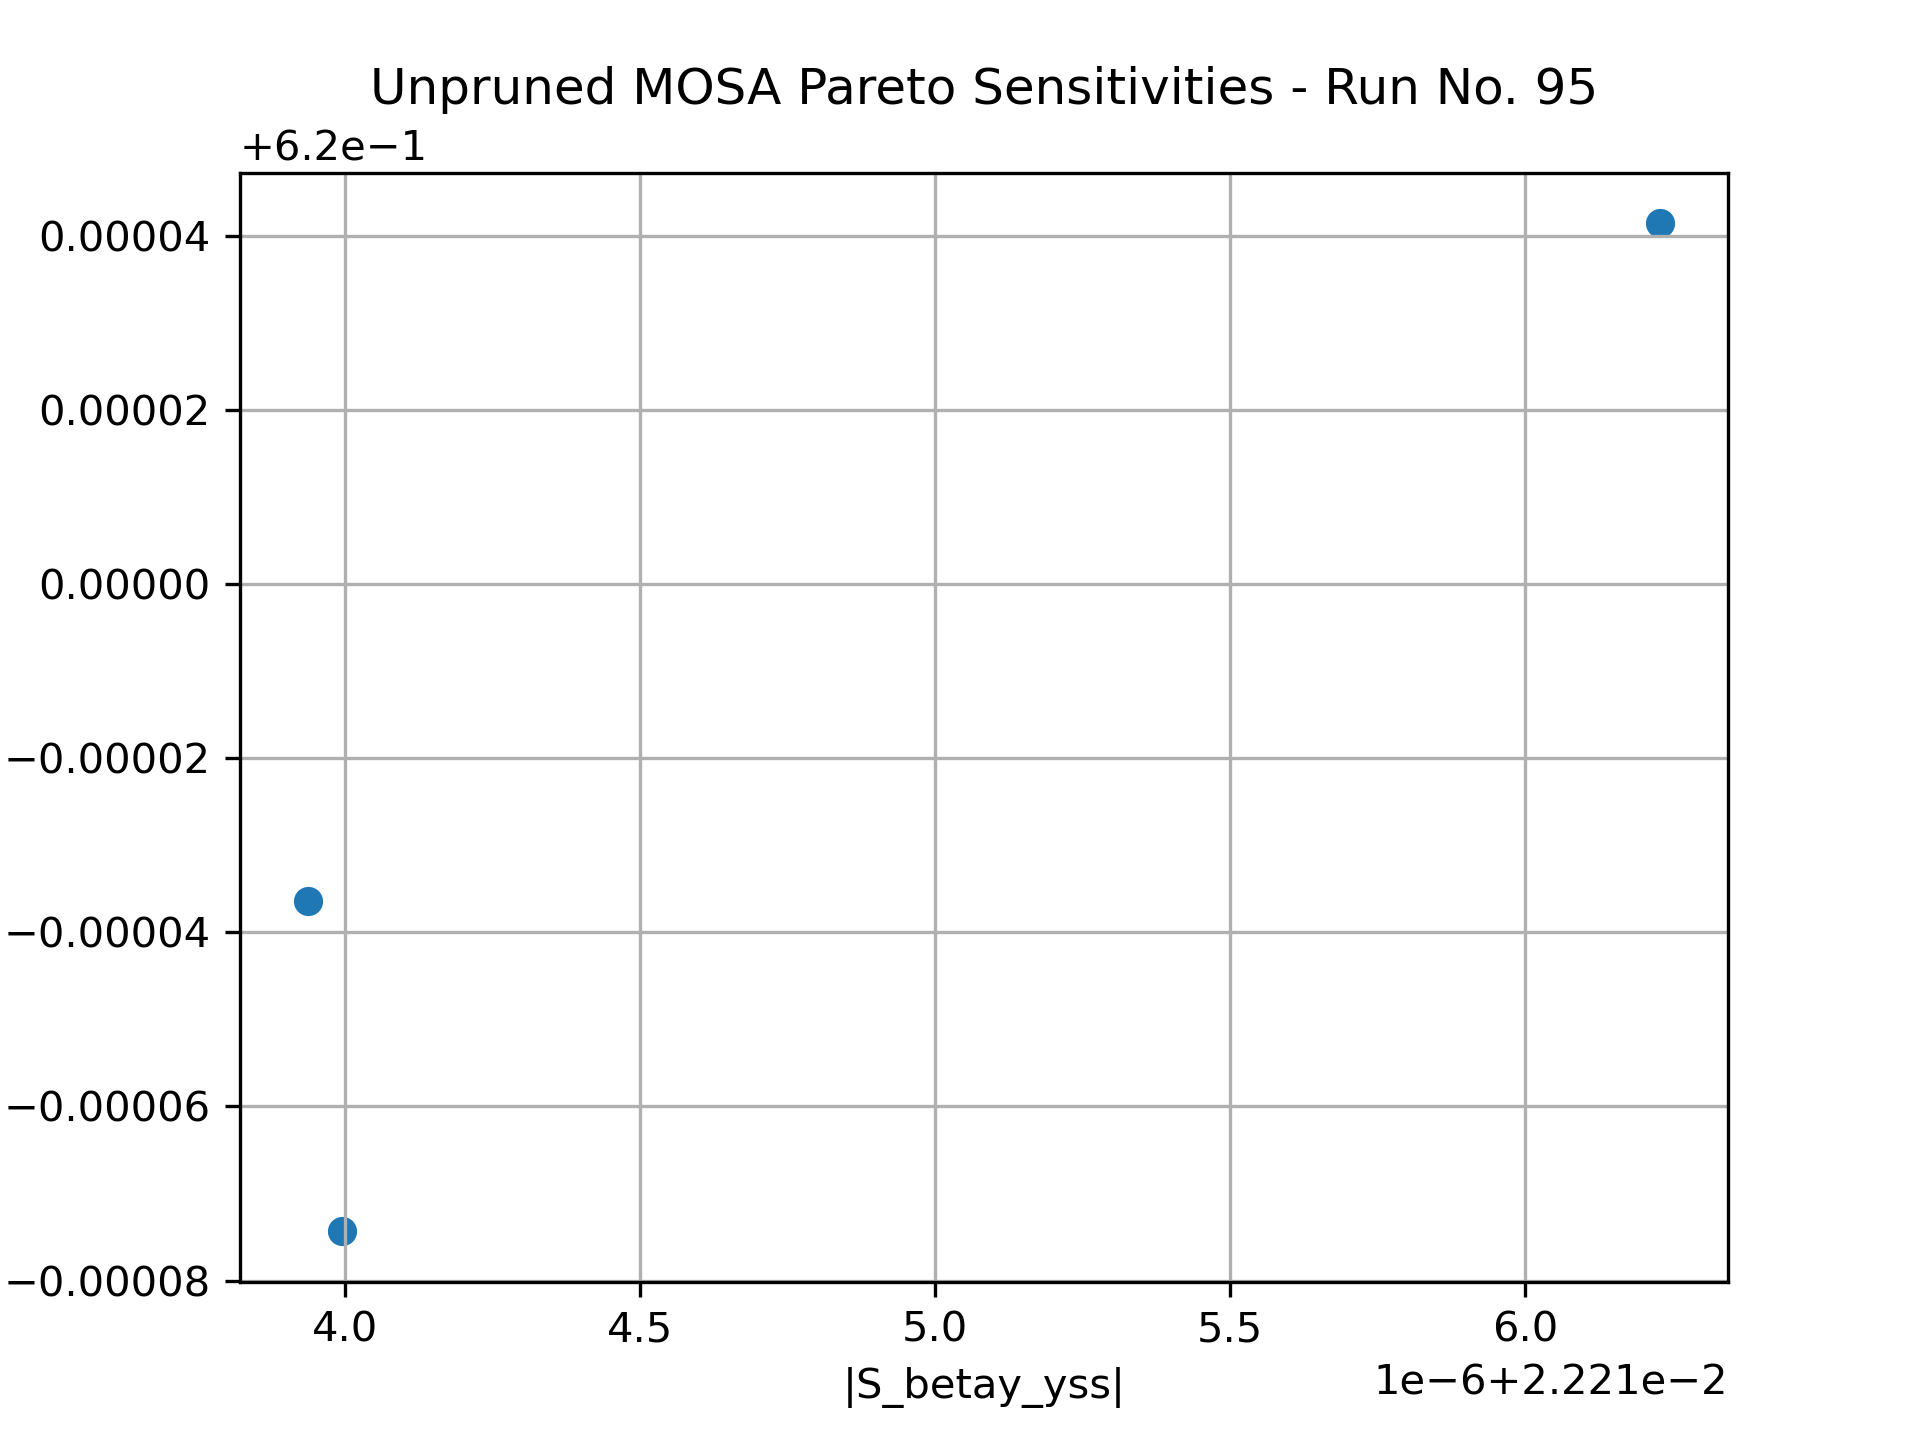 Unpruned MOSA Pareto Sensitivities - Run No. 95
+6.2e−1
0.00004
0.00002
0.00000
−0.00002
−0.00004
−0.00006
−0.00008
4.0 4.5 5.0 5.5 6.0
|S_betay_yss|
1e−6+2.221e−2